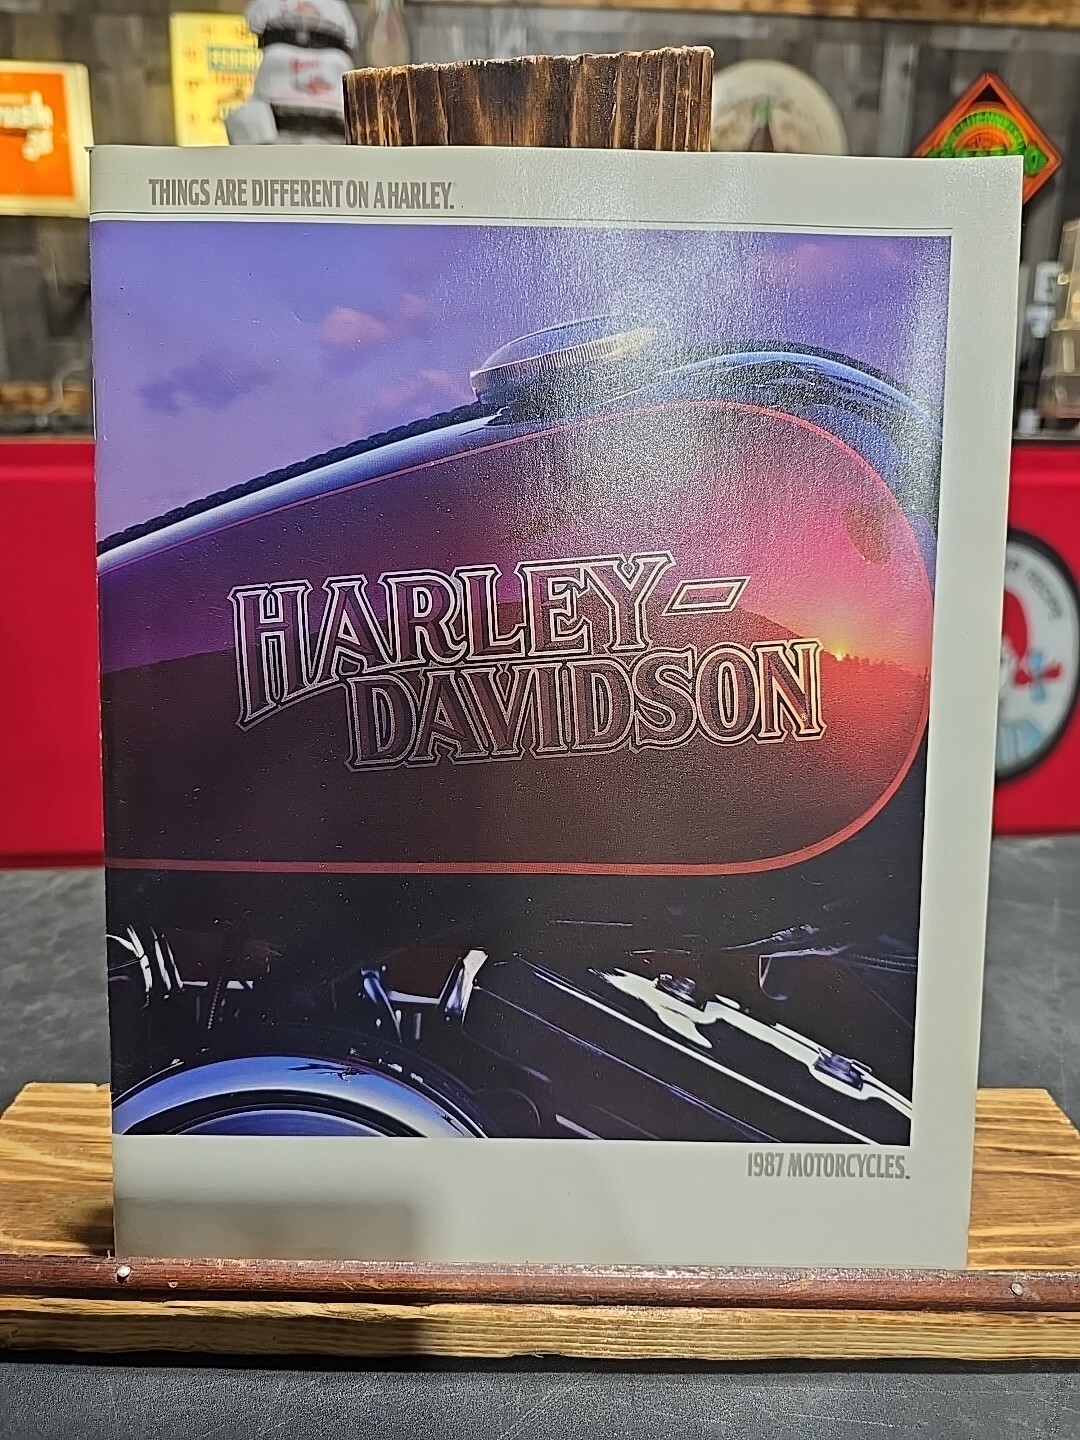 THINGS ARE DIFFERENT ON A HARLEY.
HARLEY-
DAVIDSON
1987 MOTORCYCLES.